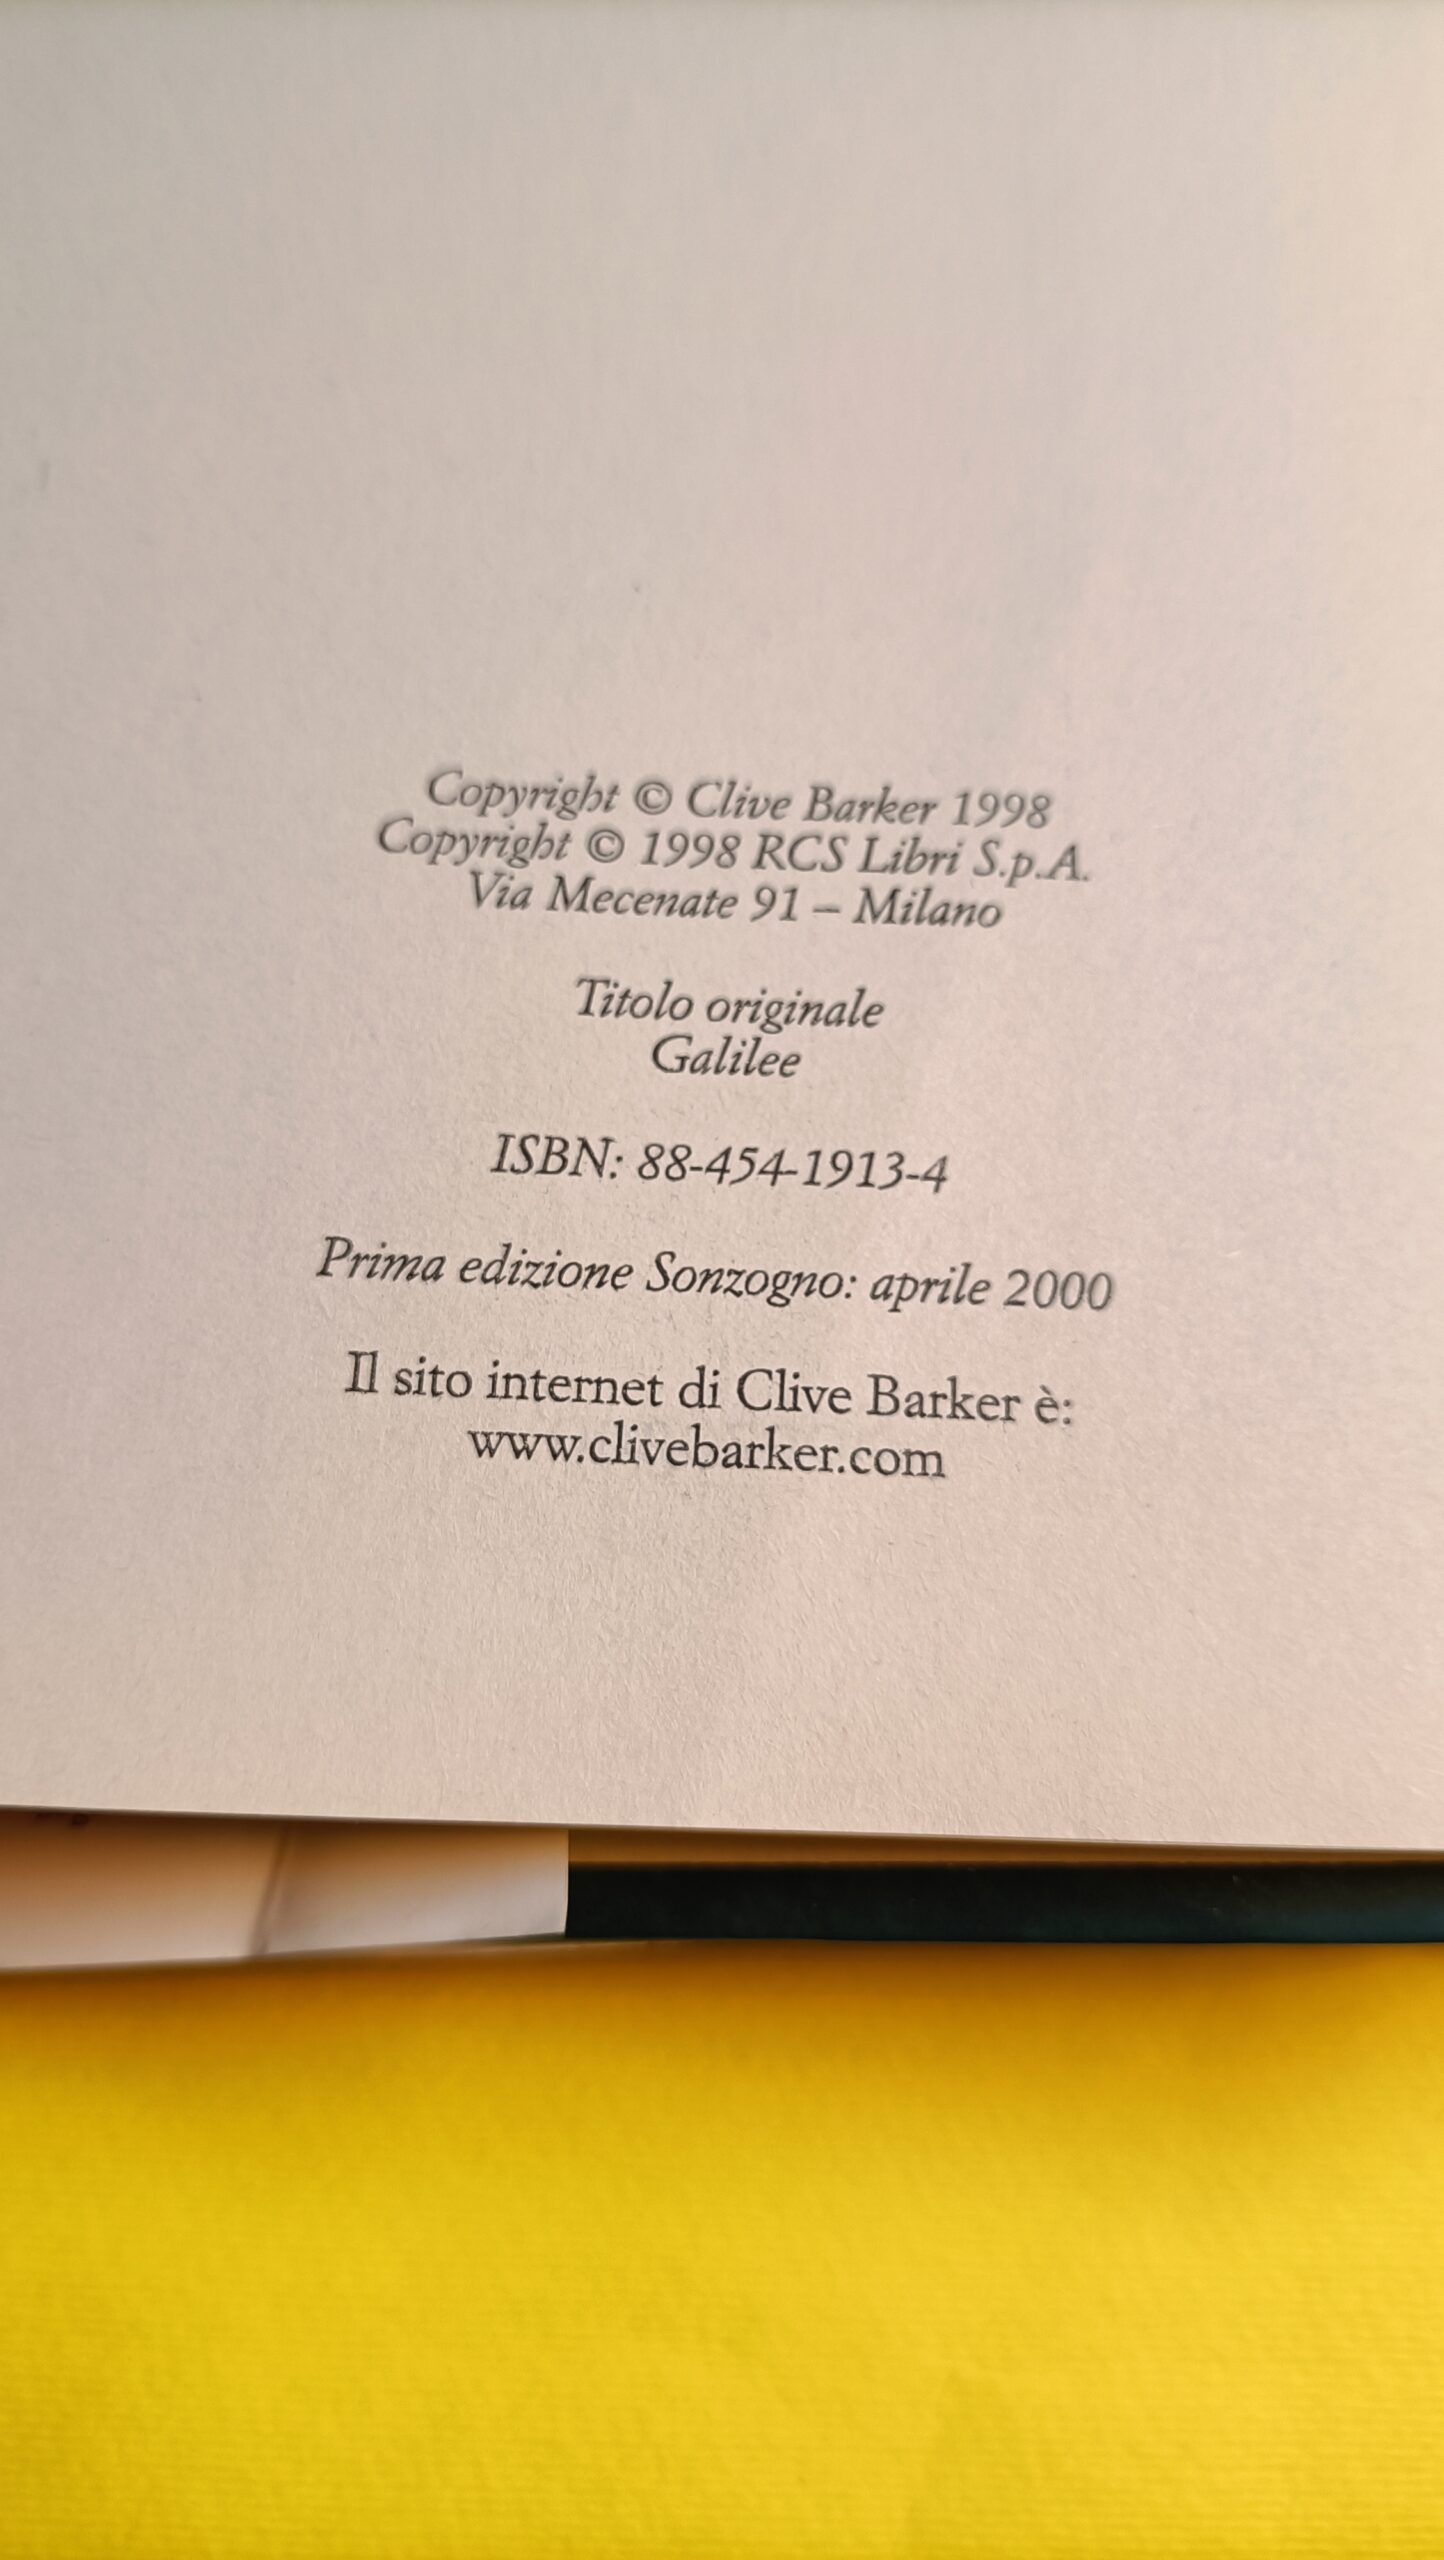 Copyright © Clive Barker 1998
Copyright © 1998 RCS Libri S.p.A.
Via Mecenate 91 – Milano
Titolo originale
Galilee
ISBN: 88-454-1913-4
Prima edizione Sonzogno: aprile 2000
Il sito internet di Clive Barker è:
www.clivebarker.com